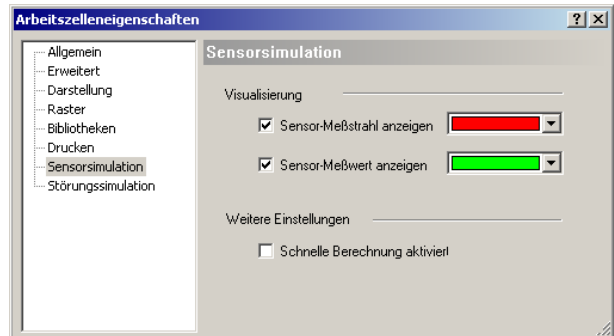 Arbeitszelleneigenschaften
Allgemein
Erweitert
Darstellung
Raster
Bibliotheken
Drucken
Sensorsimulation
Störungssimulation
Sensorsimulation
Visualisierung
Sensor-Meßstrahl anzeigen
Sensor-Meßwert anzeigen
Weitere Einstellungen
Schnelle Berechnung aktiviert